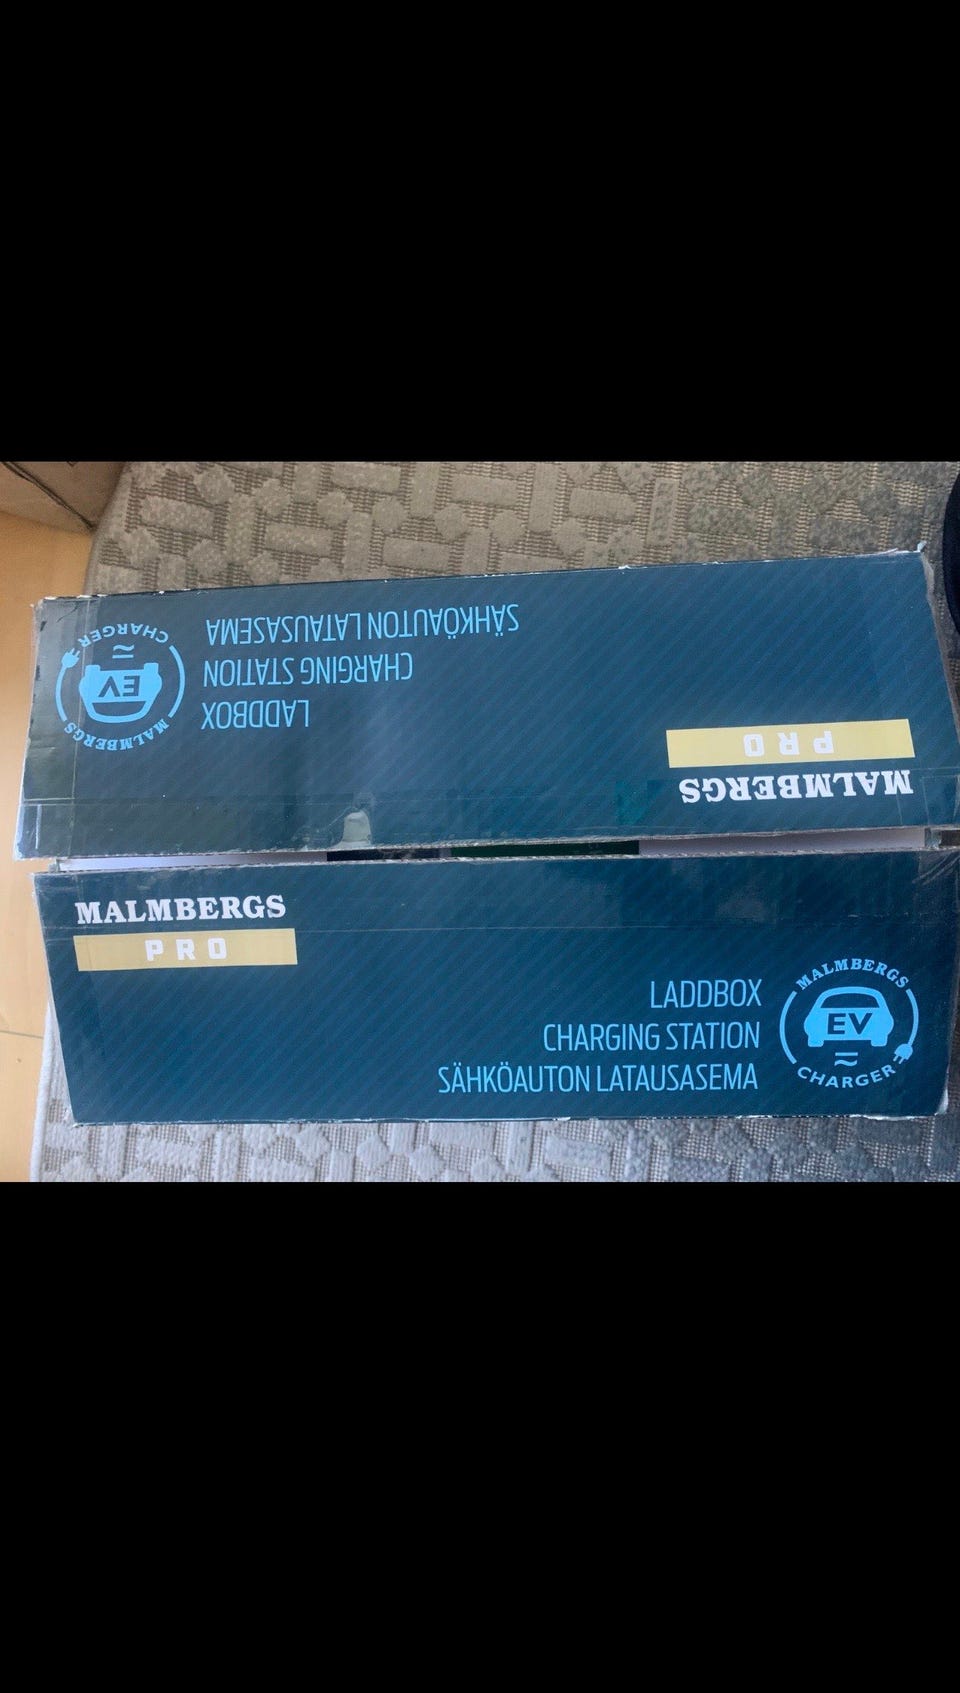 SÄHKÖAUTON LATAUSASEMA
CHARGING STATION
LADDBOX
MALMBERGS
EV
CHARGER
MALMBERGS
PRO
MALMBERGS
PRO
LADDBOX
CHARGING STATION
SÄHKÖAUTON LATAUSASEMA
MALMBERGS
EV
CHARGER